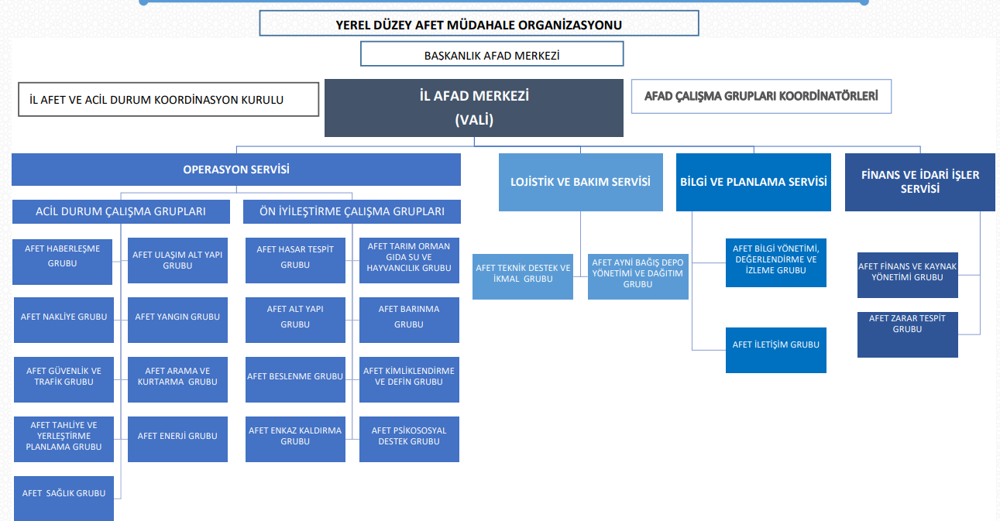 YEREL DÜZEY AFET MÜDAHALE ORGANİZASYONU
BAŞKANLIK AFAD MERKEZİ
İL AFET VE ACİL DURUM KOORDİNASYON KURULU
İL AFAD MERKEZİ
(VALİ)
AFAD ÇALIŞMA GRUPLARI KOORDİNATÖRLERİ
OPERASYON SERVİSİ
LOJİSTİK VE BAKIM SERVİSİ
BİLGİ VE PLANLAMA SERVİSİ
FİNANS VE İDARİ İŞLER
SERVİSİ
ACİL DURUM ÇALIŞMA GRUPLARI
ÖN İYİLEŞTİRME ÇALIŞMA GRUPLARI
AFET HABERLEŞME
GRUBU
AFET ULAŞIM ALT YAPI
GRUBU
AFET HASAR TESPİT
GRUBU
AFET TARIM ORMAN
GIDA SU VE
HAYVANCILIK GRUBU
AFET TEKNİK DESTEK VE
İKMAL GRUBU
AFET AYNİ BAĞIŞ DEPO
YÖNETİMİ VE DAĞITIM
GRUBU
AFET BİLGİ YÖNETİMİ,
DEĞERLENDİRME VE
İZLEME GRUBU
AFET FİNANS VE KAYNAK
YÖNETİMİ GRUBU
AFET NAKLİYE GRUBU
AFET YANGIN GRUBU
AFET ALT YAPI
GRUBU
AFET BARINMA
GRUBU
AFET İLETİŞİM GRUBU
AFET ZARAR TESPİT
GRUBU
AFET GÜVENLİK VE
TRAFİK GRUBU
AFET ARAMA VE
KURTARMA GRUBU
AFET BESLENME GRUBU
AFET KİMLİKLENDİRME
VE DEFİN GRUBU
AFET TAHLİYE VE
YERLEŞTİRME
PLANLAMA GRUBU
AFET ENERJİ GRUBU
AFET ENKAZ KALDIRMA
GRUBU
AFET PSİKOSOSYAL
DESTEK GRUBU
AFET SAĞLIK GRUBU